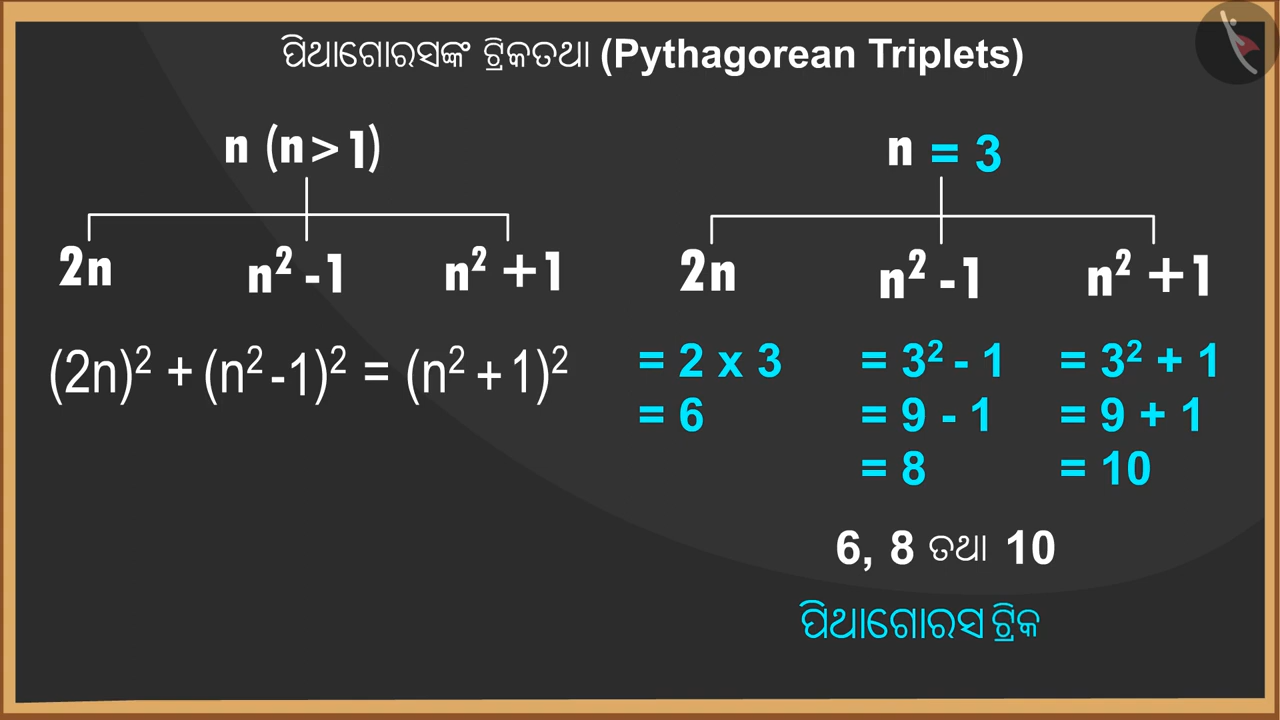 ପିଥାଗୋରସଙ୍କ ଟ୍ରିକତଥା (Pythagorean Triplets)
n (n > 1)
2n n² -1 n² +1
(2n)² + (n² -1)² = (n² + 1)²
n = 3
2n n² -1 n² +1
= 2 x 3 = 3² - 1 = 3² + 1
= 6 = 9 - 1 = 9 + 1
= 8 = 10
6, 8 ତଥା 10
ପିଥାଗୋରସ ଟ୍ରିକ